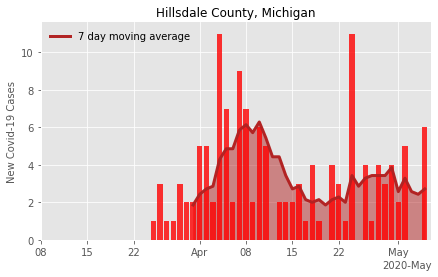 Hillsdale County, Michigan
7 day moving average
New Covid-19 Cases
10
8
6
4
2
0
08 15 22 Apr 08 15 22 May
2020-May